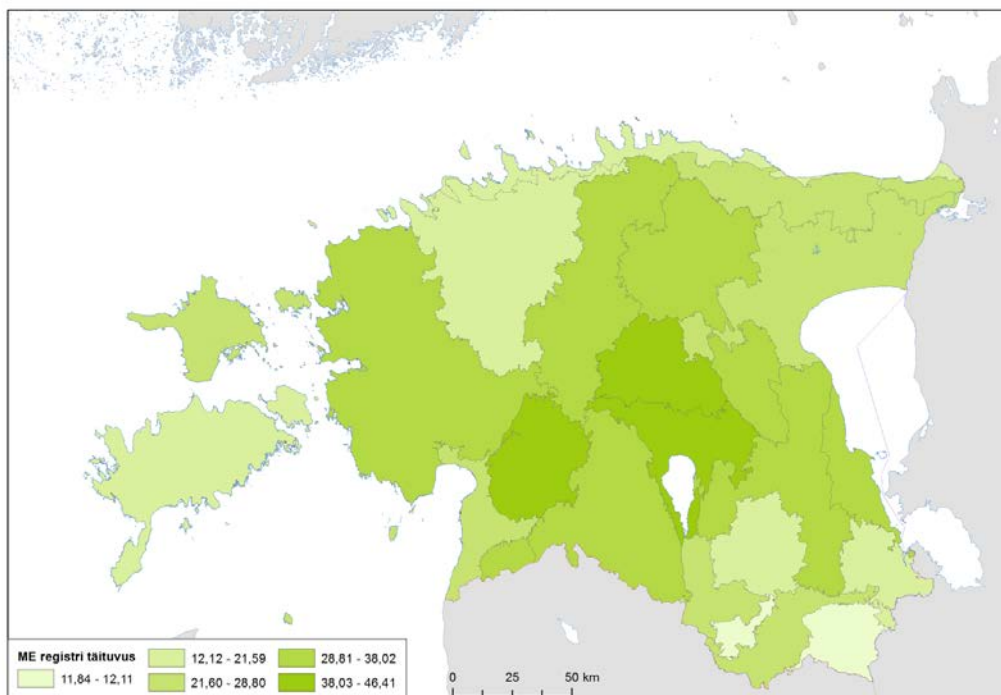 ME registri täituvus
11,84 - 12,11
12,12 - 21,59
21,60 - 28,80
28,81 - 38,02
38,03 - 46,41
0 25 50 km